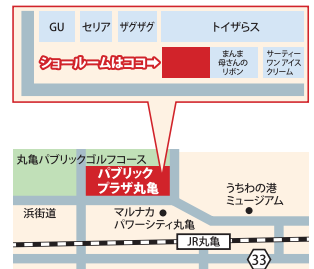 GU
セリア
ザグザグ
トイザらス
ショールームはココ→
まんま
母さんの
リボン
サーティー
ワンアイス
クリーム
丸亀パブリックゴルフコース
パブリック
プラザ丸亀
うちわの港
ミュージアム
浜街道
マルナカ
パワーシティ丸亀
JR丸亀
33